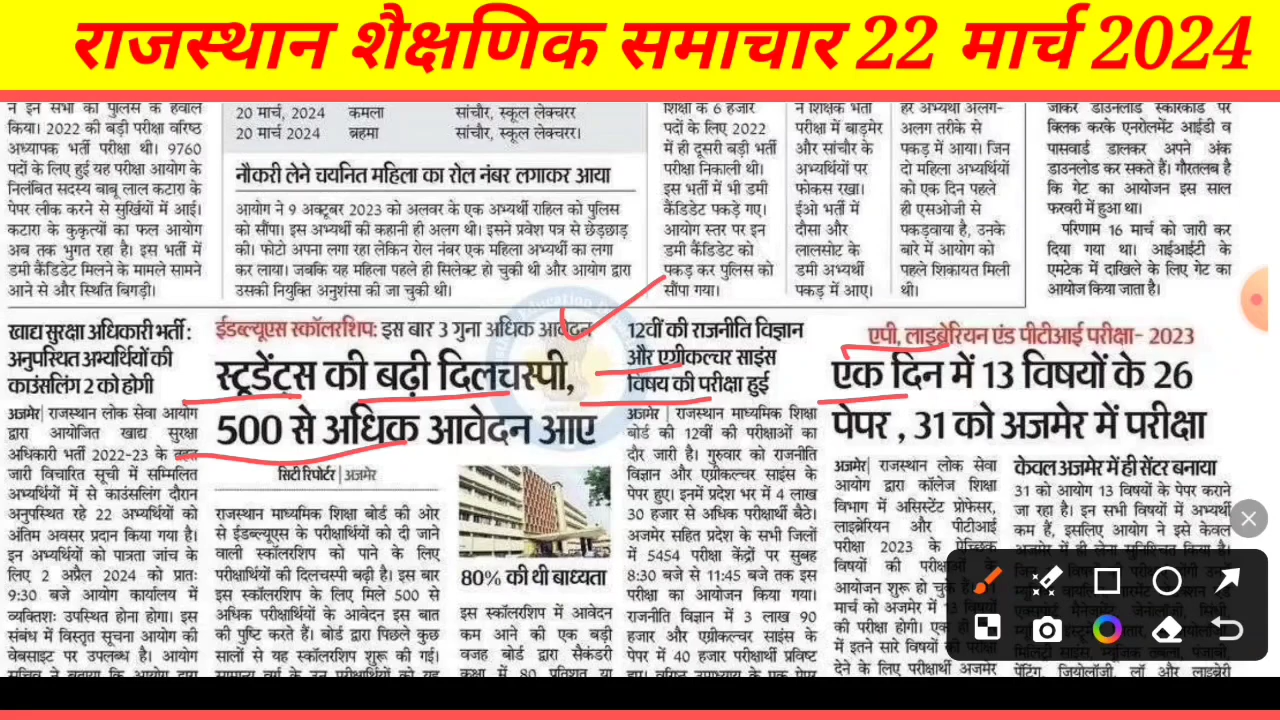 राजस्थान शैक्षणिक समाचार 22 मार्च 2024
न इन सभी को पुलिस के हवाले
किया। 2022 की बड़ी परीक्षा वरिष्ठ
अध्यापक भर्ती परीक्षा थी। 9760
पदों के लिए हुई यह परीक्षा आयोग के
निलंबित सदस्य बाबू लाल कटारा के
पेपर लीक करने से सुर्खियों में आई।
कटारा के कुकृत्यों का फल आयोग
अब तक भुगत रहा है। इस भर्ती में
डमी कैंडिडेट मिलने के मामले सामने
आने से और स्थिति बिगड़ी।
20 मार्च, 2024 कमला सांचौर, स्कूल लेक्चरर
20 मार्च 2024 ब्रहमा सांचौर, स्कूल लेक्चरर।
नौकरी लेने चयनित महिला का रोल नंबर लगाकर आया
आयोग ने 9 अक्टूबर 2023 को अलवर के एक अभ्यर्थी राहिल को पुलिस
को सौंपा। इस अभ्यर्थी की कहानी ही अलग थी। इसने प्रवेश पत्र से छेड़छाड़
की। फोटो अपना लगा रहा लेकिन रोल नंबर एक महिला अभ्यर्थी का लगा
कर लाया। जबकि यह महिला पहले ही सिलेक्ट हो चुकी थी और आयोग द्वारा
उसकी नियुक्ति अनुशंसा की जा चुकी थी।
शिक्षा के 6 हजार
पदों के लिए 2022
में ही दूसरी बड़ी भर्ती
परीक्षा निकाली थी।
इस भर्ती में भी डमी
कैंडिडेट पकड़े गए।
आयोग स्तर पर इन
डमी कैंडिडेट को
पकड़ कर पुलिस को
सौंपा गया।
ने शिक्षक भर्ती
परीक्षा में बाड़मेर
और सांचौर के
अभ्यर्थियों पर
फोकस रखा।
ईओ भर्ती में
दौसा और
लालसोट के
डमी अभ्यर्थी
पकड़ में आए।
हर अभ्यर्थी अलग-
अलग तरीके से
पकड़ में आया। जिन
दो महिला अभ्यर्थियों
को एक दिन पहले
ही एसओजी से
पकड़वाया है, उनके
बारे में आयोग को
पहले शिकायत मिली
थी।
जाकर डाउनलोड स्कोरकार्ड पर
क्लिक करके एनरोलमेंट आईडी व
पासवर्ड डालकर अपने अंक
डाउनलोड कर सकते हैं। गौरतलब है
कि गेट का आयोजन इस साल
फरवरी में हुआ था।
परिणाम 16 मार्च को जारी कर
दिया गया था। आईआईटी के
एमटेक में दाखिले के लिए गेट का
आयोज किया जाता है।
खाद्य सुरक्षा अधिकारी भर्ती :
अनुपस्थित अभ्यर्थियों की
काउंसलिंग 2 को होगी
अजमेर| राजस्थान लोक सेवा आयोग
द्वारा आयोजित खाद्य सुरक्षा
अधिकारी भर्ती 2022-23 के तहत
जारी विचारित सूची में सम्मिलित
अभ्यर्थियों में से काउंसलिंग दौरान
अनुपस्थित रहे 22 अभ्यर्थियों को
अंतिम अवसर प्रदान किया गया है।
इन अभ्यर्थियों को पात्रता जांच के
लिए 2 अप्रैल 2024 को प्रात:
9:30 बजे आयोग कार्यालय में
व्यक्तिश: उपस्थित होना होगा। इस
संबंध में विस्तृत सूचना आयोग की
वेबसाइट पर उपलब्ध है। आयोग
ईडब्ल्यूएस स्कॉलरशिप: इस बार 3 गुना अधिक आवेदन
स्टूडेंट्स की बढ़ी दिलचस्पी,
500 से अधिक आवेदन आए
सिटी रिपोर्टर | अजमेर
राजस्थान माध्यमिक शिक्षा बोर्ड की ओर
से ईडब्ल्यूएस के परीक्षार्थियों को दी जाने
वाली स्कॉलरशिप को पाने के लिए
परीक्षार्थियों की दिलचस्पी बढ़ी है। इस बार
इस स्कॉलरशिप के लिए मिले 500 से
अधिक परीक्षार्थियों के आवेदन इस बात
की पुष्टि करते हैं। बोर्ड द्वारा पिछले कुछ
सालों से यह स्कॉलरशिप शुरू की गई।
80% की थी बाध्यता
इस स्कॉलरशिप में आवेदन
कम आने की एक बड़ी
वजह बोर्ड द्वारा सैकंडरी
कक्षा में 80 प्रतिशत या
12वीं की राजनीति विज्ञान
और एग्रीकल्चर साइंस
विषय की परीक्षा हुई
अजमेर | राजस्थान माध्यमिक शिक्षा
बोर्ड की 12वीं की परीक्षाओं का
दौर जारी है। गुरुवार को राजनीति
विज्ञान और एग्रीकल्चर साइंस के
पेपर हुए। इनमें प्रदेश भर में 4 लाख
30 हजार से अधिक परीक्षार्थी बैठे।
अजमेर सहित प्रदेश के सभी जिलों
में 5454 परीक्षा केंद्रों पर सुबह
8:30 बजे से 11:45 बजे तक इस
परीक्षा का आयोजन किया गया।
राजनीति विज्ञान में 3 लाख 90
हजार और एग्रीकल्चर साइंस के
पेपर में 40 हजार परीक्षार्थी प्रविष्ट
एपी, लाइब्रेरियन एंड पीटीआई परीक्षा- 2023
एक दिन में 13 विषयों के 26
पेपर , 31 को अजमेर में परीक्षा
अजमेर| राजस्थान लोक सेवा
आयोग द्वारा कॉलेज शिक्षा
विभाग में असिस्टेंट प्रोफेसर,
लाइब्रेरियन और पीटीआई
परीक्षा 2023 के ऐच्छिक
विषयों की परीक्षाओं के
आयोजन शुरू हो चुके
मार्च को अजमेर में 13 विषयों
की परीक्षा होगी। एक
में इतने सारे विषयों की परीक्षा
देने के लिए परीक्षार्थी अजमेर
केवल अजमेर में ही सेंटर बनाया
31 को आयोग 13 विषयों के पेपर कराने
जा रहा है। इन सभी विषयों में अभ्यर्थी
कम हैं, इसलिए आयोग ने इसे केवल
अजमेर में ही लेना सुनिश्चित किया है।